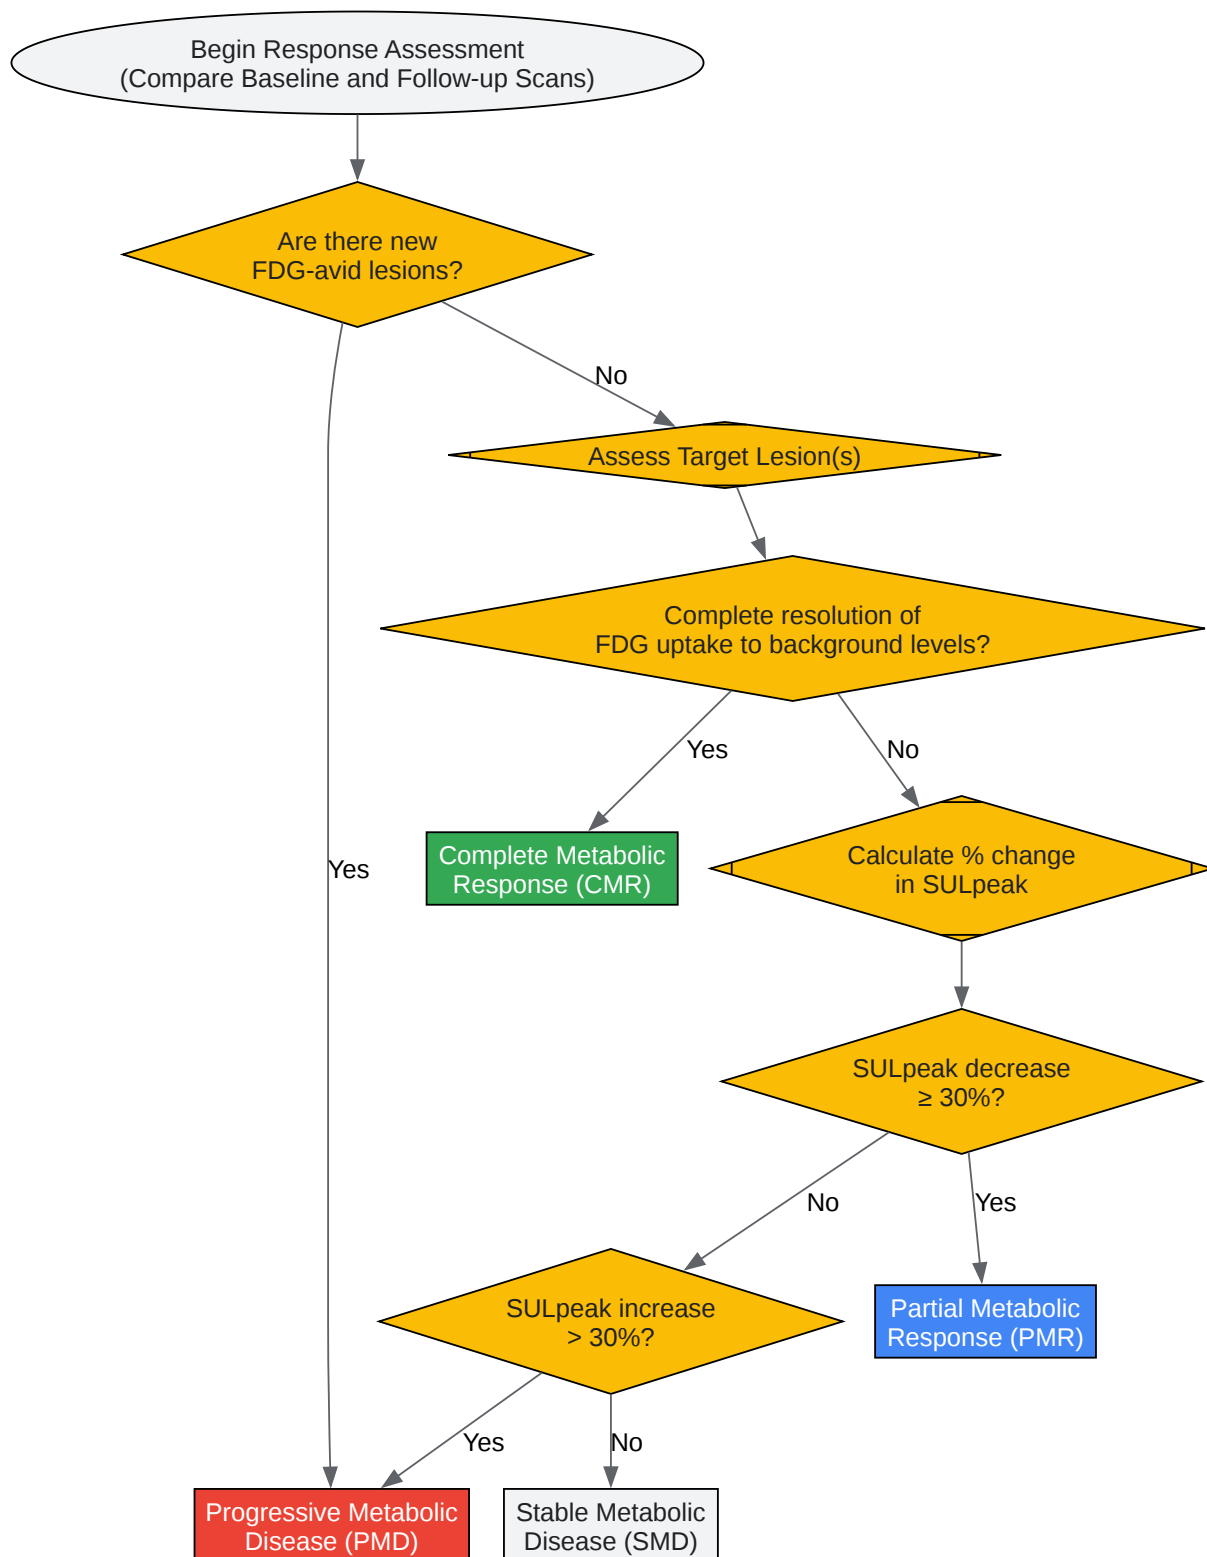 Begin Response Assessment
(Compare Baseline and Follow-up Scans)
Are there new
FDG-avid lesions?
No
Assess Target Lesion(s)
Complete resolution of
FDG uptake to background levels?
Yes
No
Complete Metabolic
Response (CMR)
Calculate % change
in SULpeak
Yes
SULpeak decrease
≥ 30%?
No
Yes
SULpeak increase
> 30%?
Partial Metabolic
Response (PMR)
Yes
No
Progressive Metabolic
Disease (PMD)
Stable Metabolic
Disease (SMD)